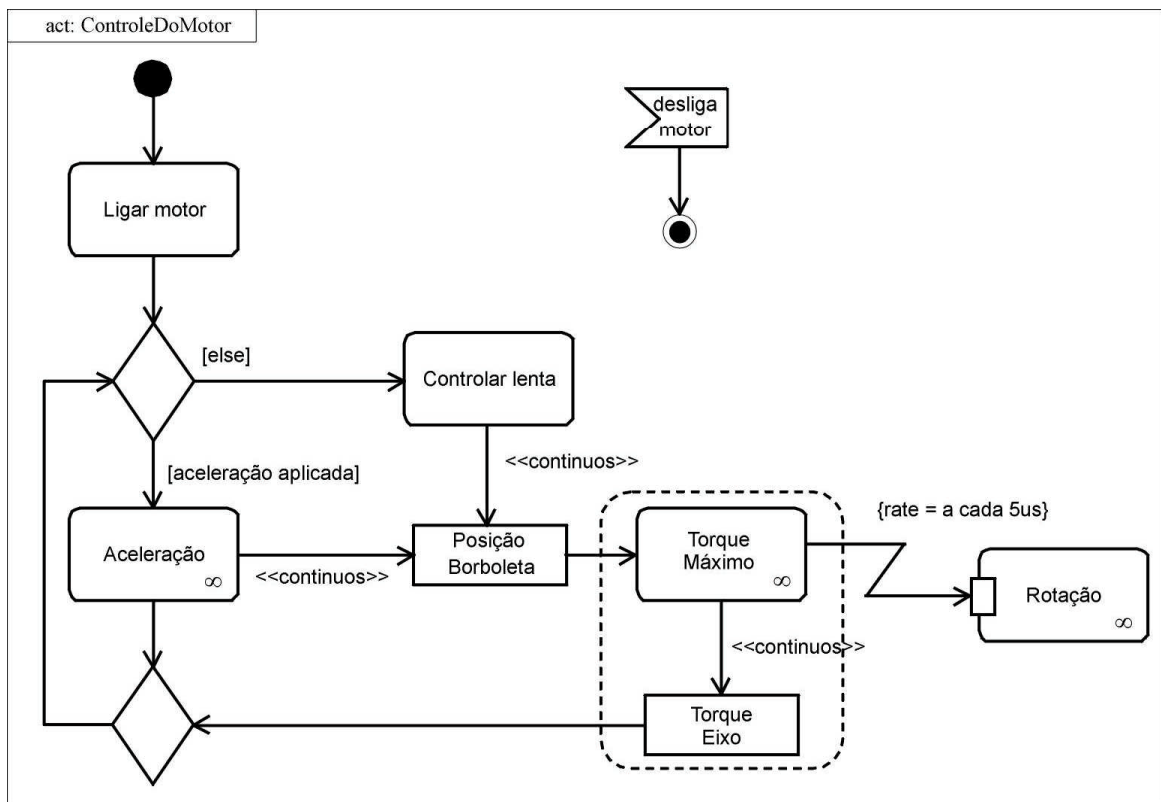 act: ControleDoMotor
desliga
motor
Ligar motor
[else]
Controlar lenta
<<continuos>>
[aceleração aplicada]
{rate = a cada 5us}
Aceleração
∞
<<continuos>>
Posição
Borboleta
Torque
Máximo
∞
Rotação
∞
<<continuos>>
Torque
Eixo